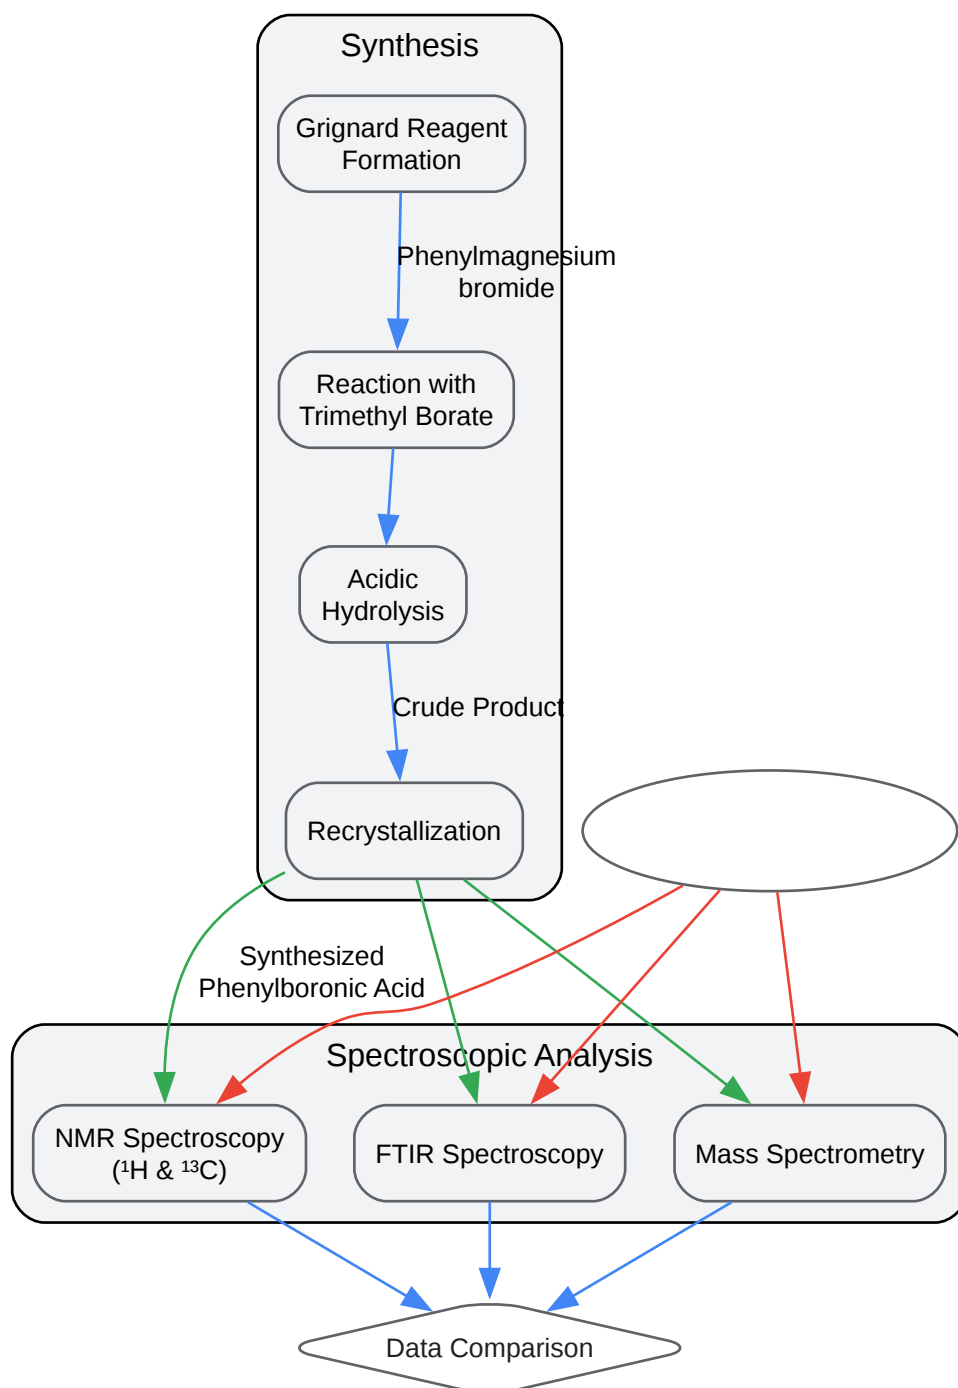 Synthesis
Grignard Reagent
Formation
Phenylmagnesium
bromide
Reaction with
Trimethyl Borate
Acidic
Hydrolysis
Crude Product
Recrystallization
Synthesized
Phenylboronic Acid
Spectroscopic Analysis
NMR Spectroscopy
(¹H & ¹³C)
FTIR Spectroscopy
Mass Spectrometry
Data Comparison